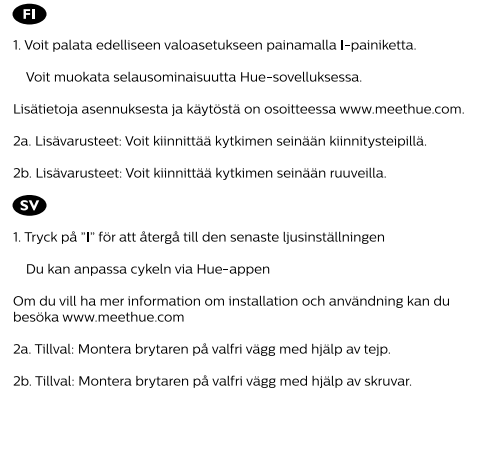 FI
1. Voit palata edelliseen valoasetukseen painamalla I-painiketta.
Voit muokata selausominaisuutta Hue-sovelluksessa.
Lisätietoja asennuksesta ja käytöstä on osoitteessa www.meethue.com.
2a. Lisävarusteet: Voit kiinnittää kytkimen seinään kiinnitysteipillä.
2b. Lisävarusteet: Voit kiinnittää kytkimen seinään ruuveilla.
SV
1. Tryck på "I" för att återgå till den senaste ljusinställningen
Du kan anpassa cykeln via Hue-appen
Om du vill ha mer information om installation och användning kan du
besöka www.meethue.com
2a. Tillval: Montera brytaren på valfri vägg med hjälp av tejp.
2b. Tillval: Montera brytaren på valfri vägg med hjälp av skruvar.